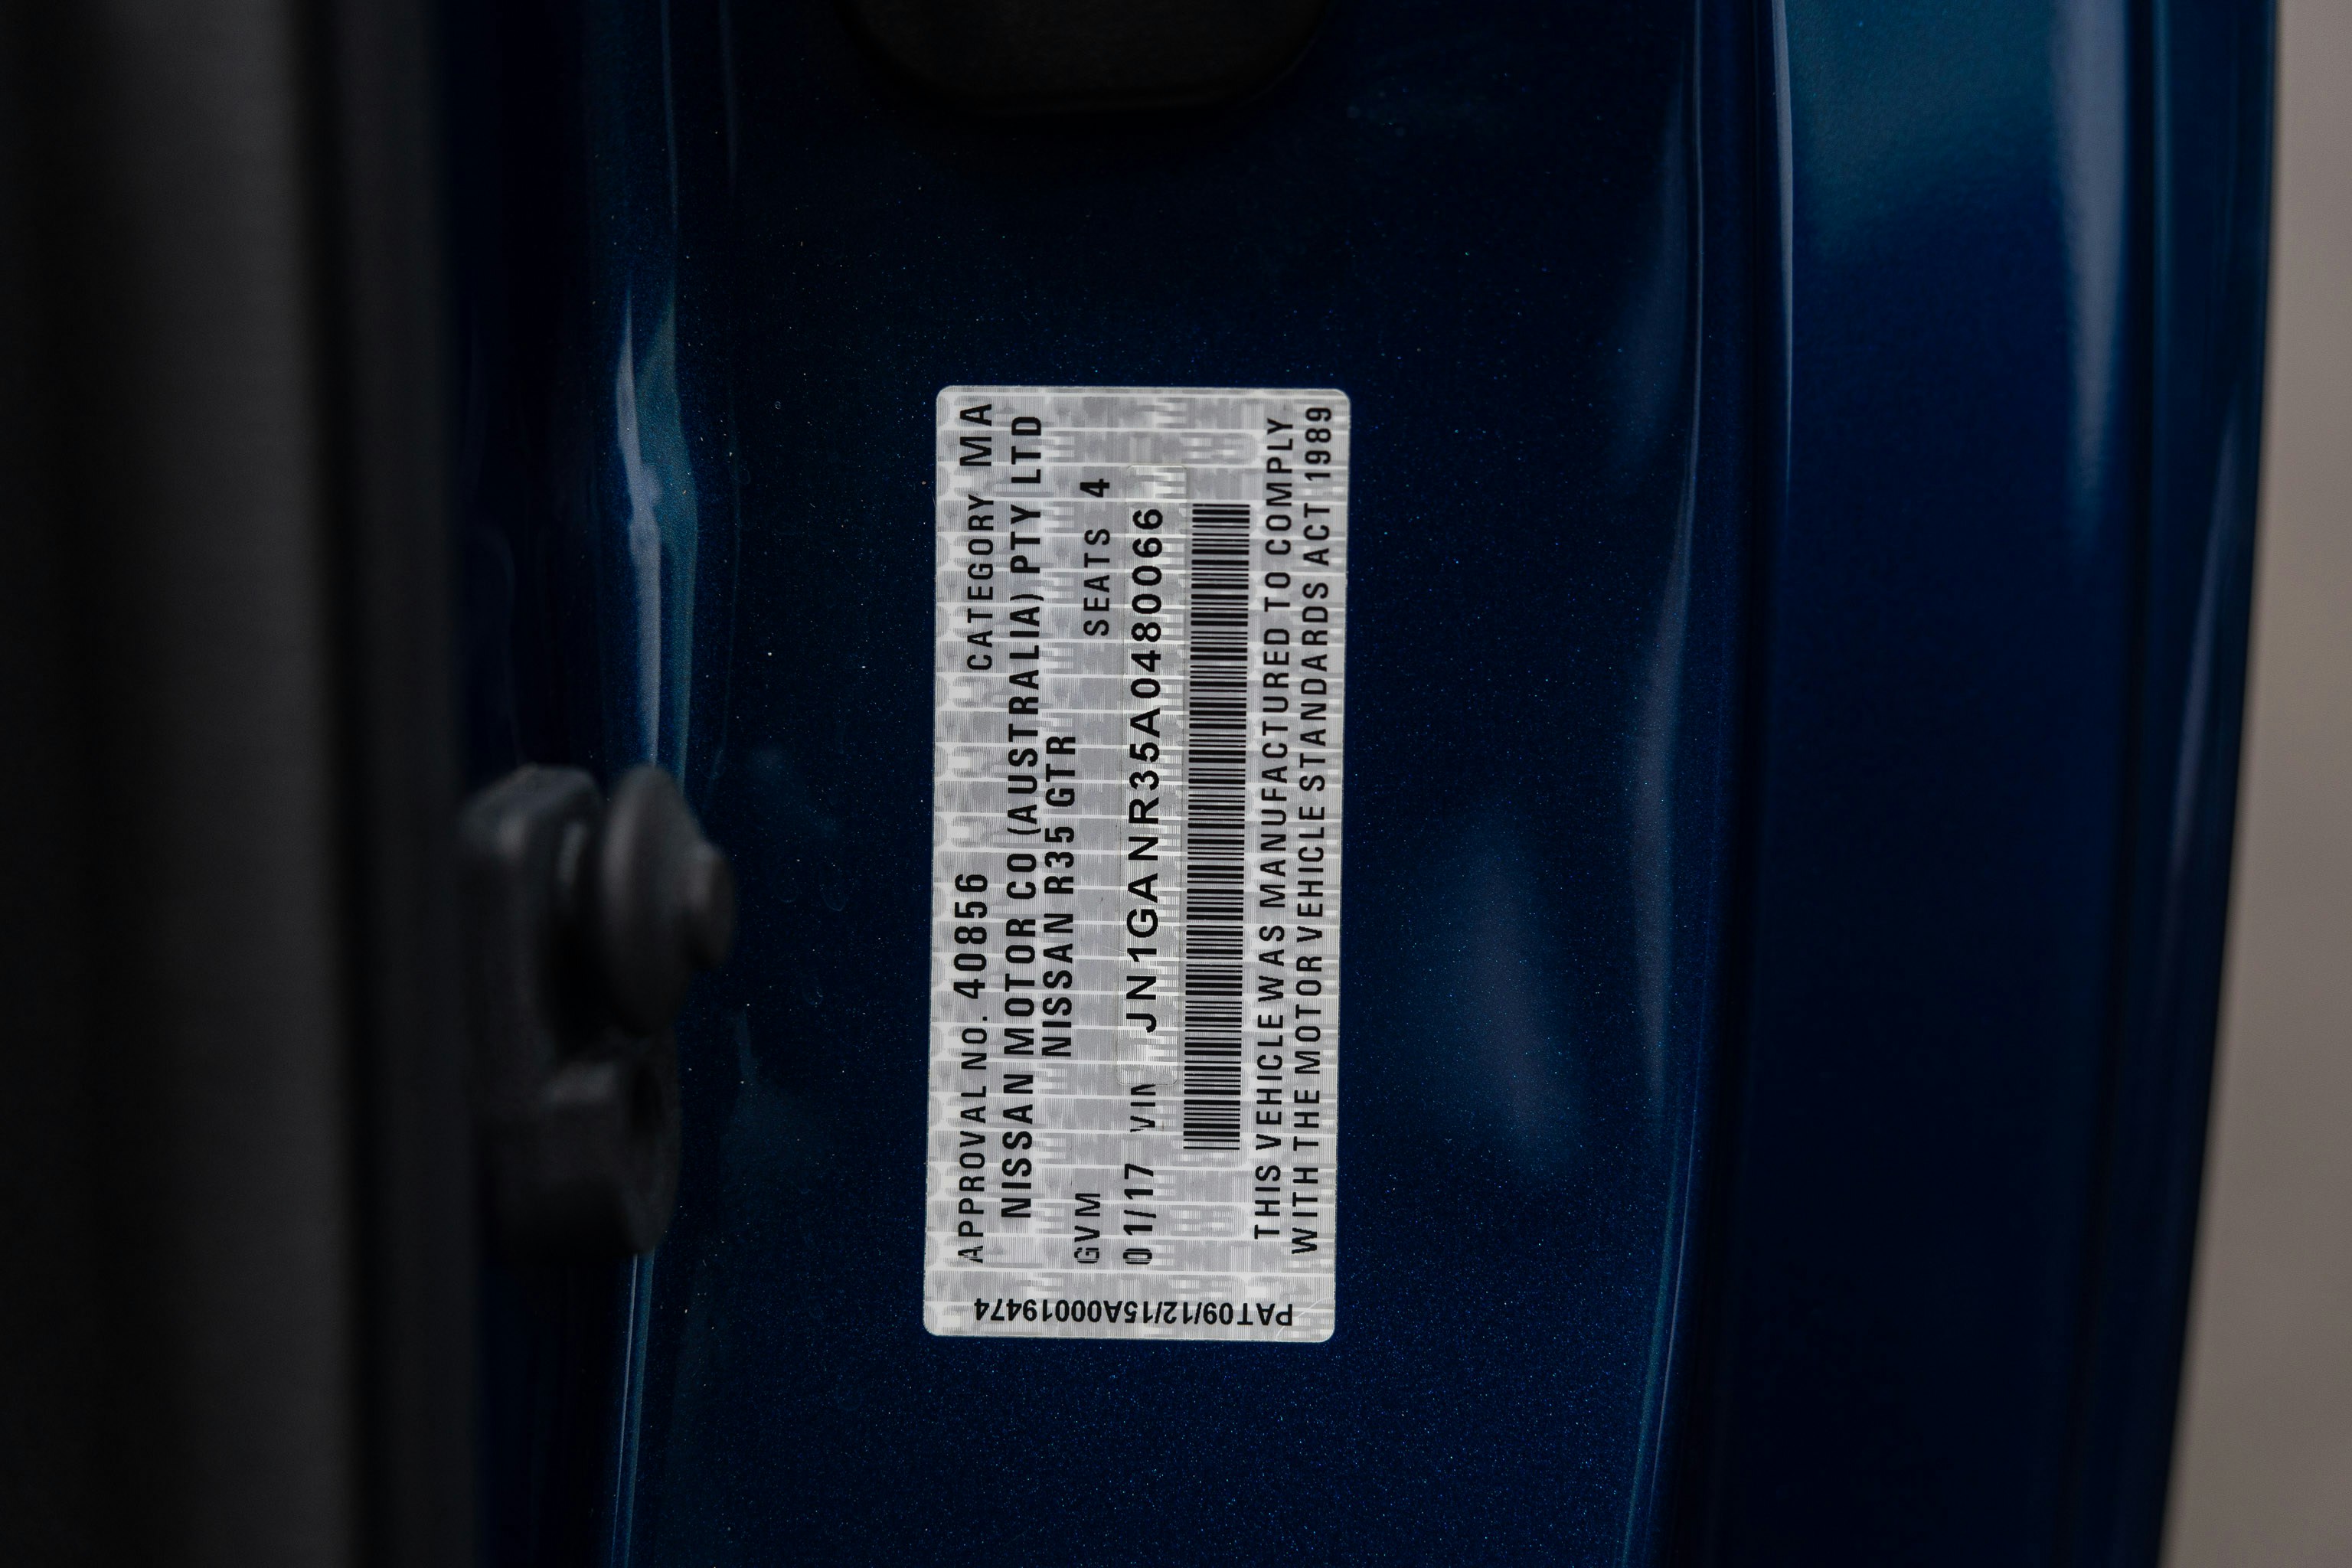 APPROVAL NO. 40856 CATEGORY MA
NISSAN MOTOR CO (AUSTRALIA) PTY LTD
NISSAN R35 GTR
GVM SEATS 4
01/17 VIN JN1GANR35A0480066
THIS VEHICLE WAS MANUFACTURED TO COMPLY
WITH THE MOTOR VEHICLE STANDARDS ACT 1989
PAT09/12/15A00019474